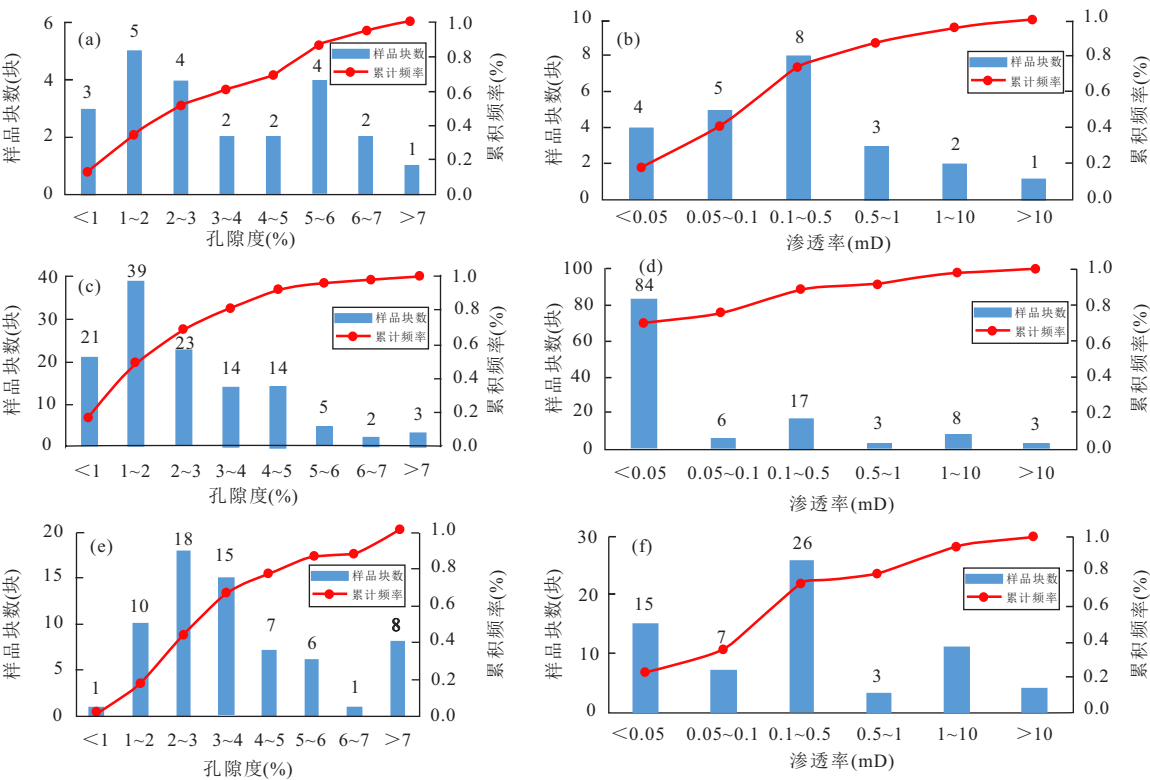 (a)
样品块数(块)
6
4
2
0
3
5
4
2
2
4
2
1
样品块数
累计频率
1.0
0.8
0.6
0.4
0.2
0.0
累积频率(%)
＜1 1~2 2~3 3~4 4~5 5~6 6~7 ＞7
孔隙度(%)
(b)
样品块数(块)
10
8
6
4
2
0
4
5
8
3
2
1
样品块数
累计频率
1.0
0.8
0.6
0.4
0.2
0.0
累积频率(%)
＜0.05 0.05~0.1 0.1~0.5 0.5~1 1~10 ＞10
渗透率(mD)
(c)
样品块数(块)
40
30
20
10
0
21
39
23
14
14
5
2
3
样品块数
累计频率
1.0
0.8
0.6
0.4
0.2
0.0
累积频率(%)
＜1 1~2 2~3 3~4 4~5 5~6 6~7 ＞7
孔隙度(%)
(d)
样品块数(块)
100
80
60
40
20
0
84
6
17
3
8
3
样品块数
累计频率
1.0
0.8
0.6
0.4
0.2
0.0
累积频率(%)
＜0.05 0.05~0.1 0.1~0.5 0.5~1 1~10 ＞10
渗透率(mD)
(e)
样品块数(块)
20
15
10
5
0
1
10
18
15
7
6
1
8
样品块数
累计频率
1.0
0.8
0.6
0.4
0.2
0.0
累积频率(%)
＜1 1~2 2~3 3~4 4~5 5~6 6~7 ＞7
孔隙度(%)
(f)
样品块数(块)
30
20
10
0
15
7
26
3
样品块数
累计频率
1.0
0.8
0.6
0.4
0.2
0.0
累积频率(%)
＜0.05 0.05~0.1 0.1~0.5 0.5~1 1~10 ＞10
渗透率(mD)